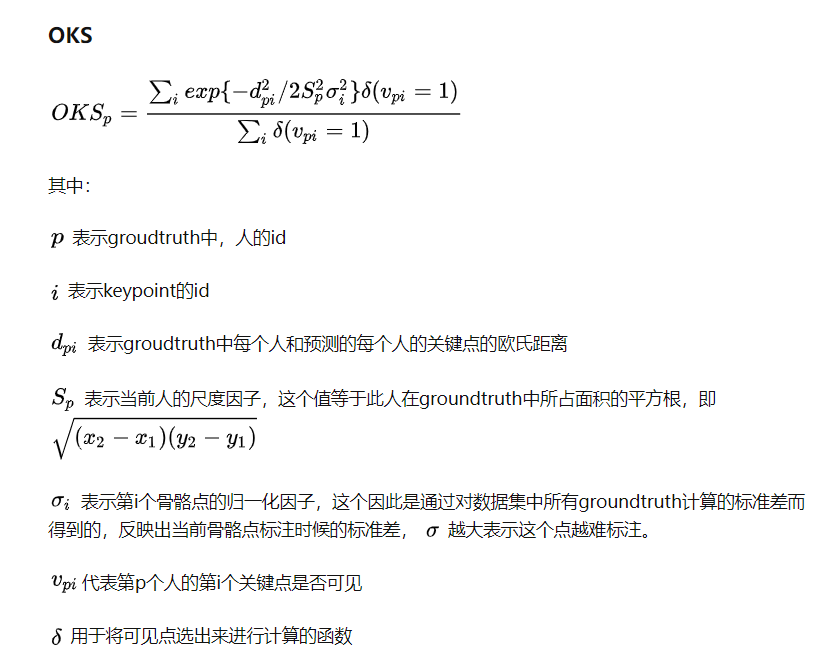 OKS
OKS_p = \frac{\sum_i exp\{-d_{pi}^2/2S_p^2σ_i^2\}δ(v_{pi} = 1)}{\sum_i δ(v_{pi} = 1)}
其中：
p 表示groudtruth中，人的id
i 表示keypoint的id
d_{pi} 表示groudtruth中每个人和预测的每个人的关键点的欧氏距离
S_p 表示当前人的尺度因子，这个值等于此人在groundtruth中所占面积的平方根，即
\sqrt{(x_2 - x_1)(y_2 - y_1)}
σ_i 表示第i个骨骼点的归一化因子，这个因此是通过对数据集中所有groundtruth计算的标准差而
得到的，反映出当前骨骼点标注时候的标准差， σ 越大表示这个点越难标注。
v_{pi} 代表第p个人的第i个关键点是否可见
δ 用于将可见点选出来进行计算的函数